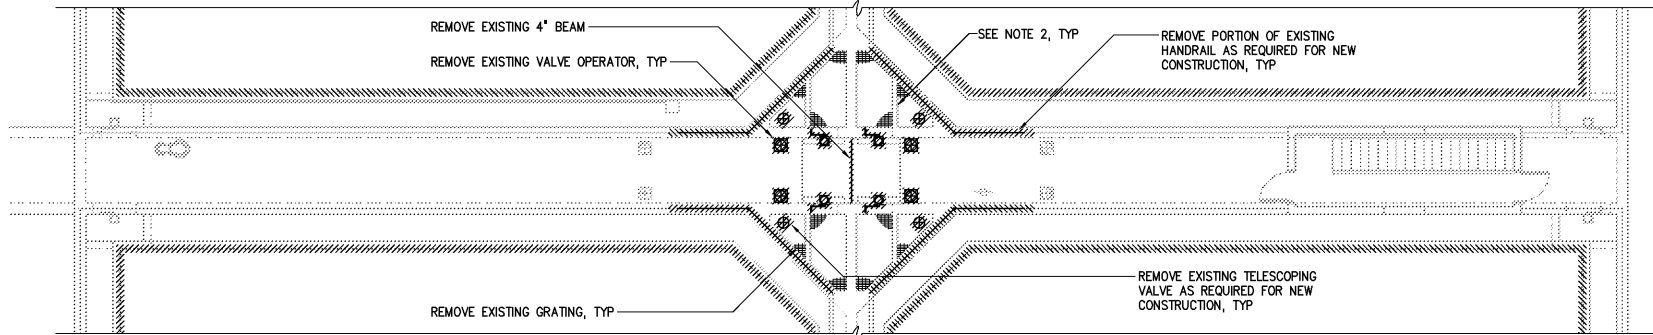 REMOVE EXISTING 4" BEAM
REMOVE EXISTING VALVE OPERATOR, TYP
SEE NOTE 2, TYP
REMOVE PORTION OF EXISTING
HANDRAIL AS REQUIRED FOR NEW
CONSTRUCTION, TYP
REMOVE EXISTING GRATING, TYP
REMOVE EXISTING TELESCOPING
VALVE AS REQUIRED FOR NEW
CONSTRUCTION, TYP